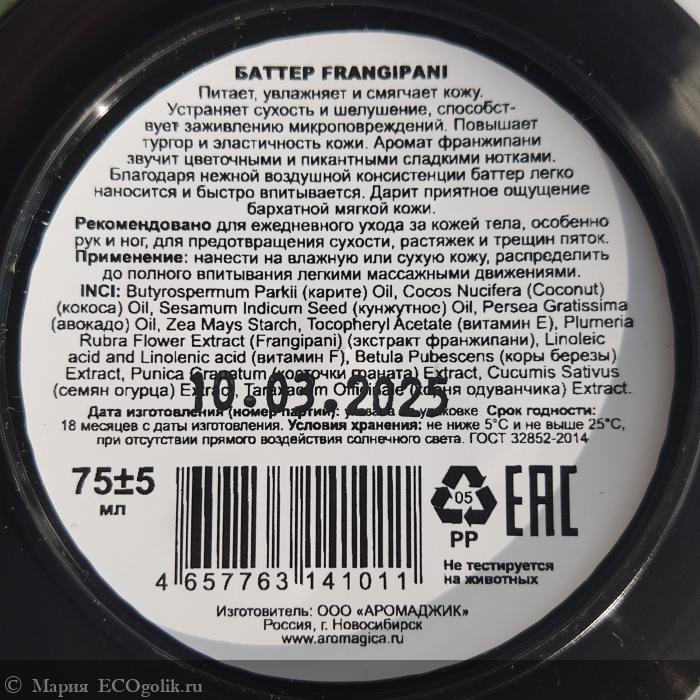 БАТТЕР FRANGIPANI
Питает, увлажняет и смягчает кожу.
Устраняет сухость и шелушение, способст-
вует заживлению микроповреждений. Повышает
тургор и эластичность кожи. Аромат франжипани
звучит цветочными и пикантными сладкими нотками.
Благодаря нежной воздушной консистенции баттер легко
наносится и быстро впитывается. Дарит приятное ощущение
бархатной мягкой кожи.
Рекомендовано для ежедневного ухода за кожей тела, особенно
рук и ног, для предотвращения сухости, растяжек и трещин пяток.
Применение: нанести на влажную или сухую кожу, распределить
до полного впитывания легкими массажными движениями.
INCI: Butyrospermum Parkii (карите) Oil, Cocos Nucifera (Coconut)
(кокоса) Oil, Sesamum Indicum Seed (кунжутное) Oil, Persea Gratissima
(авокадо) Oil, Zea Mays Starch, Tocopheryl Acetate (витамин Е), Plumeria
Rubra Flower Extract (Frangipani) (экстракт франжипани), Linoleic
acid and Linolenic acid (витамин F), Betula Pubescens (коры березы)
Extract, Punica Granatum (косточки граната) Extract, Cucumis Sativus
(семян огурца) Extract, Taraxacum Officinale (корня одуванчика) Extract.
10.03.2025
Дата изготовления (номер партии): указана на упаковке Срок годности:
18 месяцев с даты изготовления. Условия хранения: не ниже 5°С и не выше 25°С,
при отсутствии прямого воздействия солнечного света. ГОСТ 32852-2014
75±5
мл
4 657763 141011
05
PP
EAC
Не тестируется
на животных
Изготовитель: ООО «АРОМАДЖИК»
Россия, г. Новосибирск
www.aromagica.ru
© Мария ECOgolik.ru